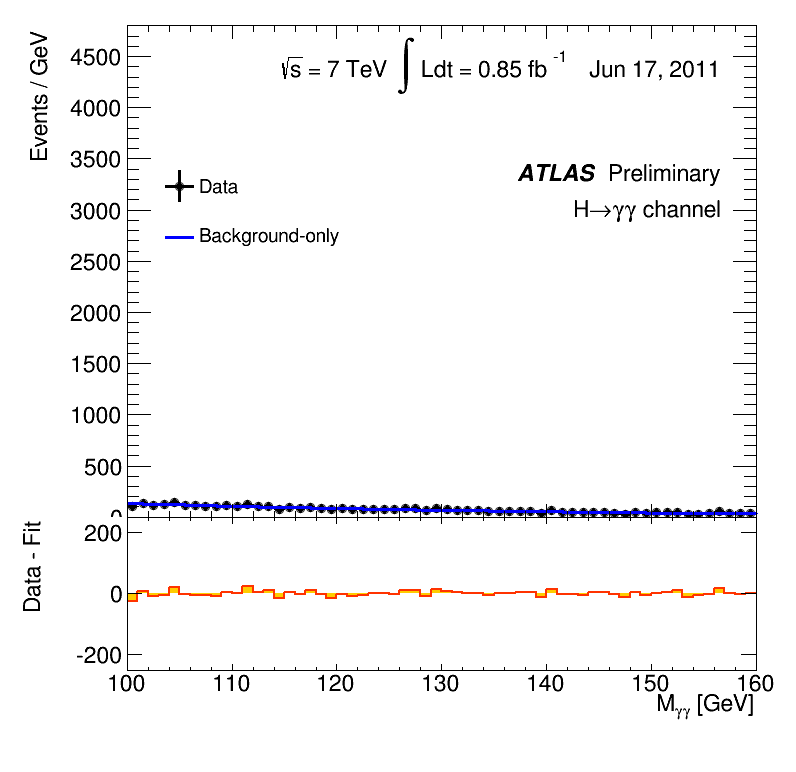 Events / GeV
4500
4000
3500
3000
2500
2000
1500
1000
500
0
√s = 7 TeV ∫ Ldt = 0.85 fb⁻¹ Jun 17, 2011
ATLAS Preliminary
H→γγ channel
Data
Background-only
Data - Fit
200
0
-200
100 110 120 130 140 150 160
Mγγ [GeV]